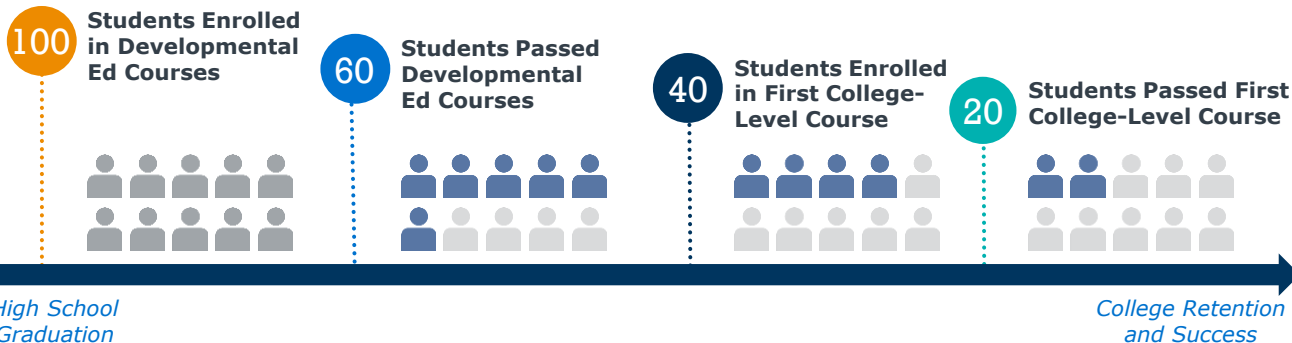 100
Students Enrolled
in Developmental
Ed Courses
60
Students Passed
Developmental
Ed Courses
40
Students Enrolled
in First College-
Level Course
20
Students Passed First
College-Level Course
High School
Graduation
College Retention
and Success